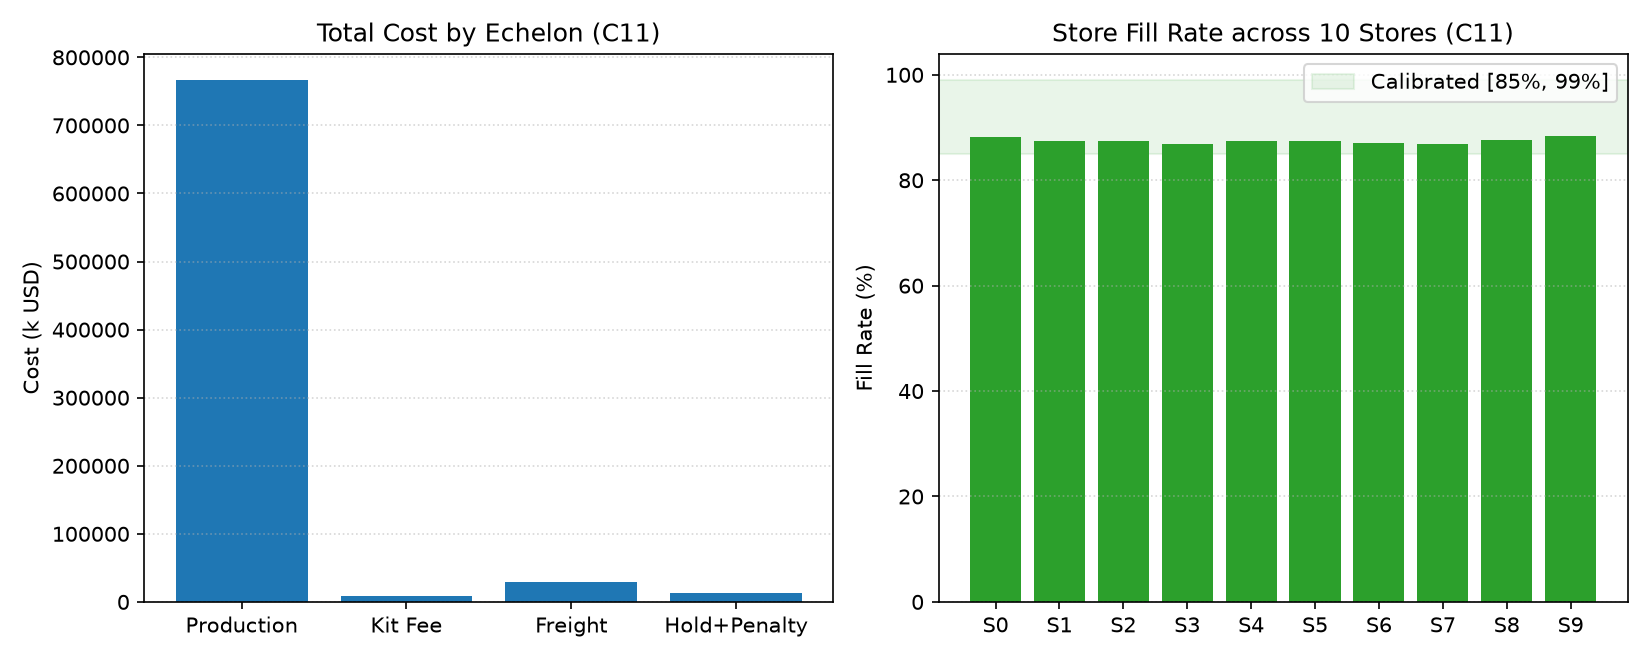 Total Cost by Echelon (C11)
Cost (k USD)
800000
700000
600000
500000
400000
300000
200000
100000
0
Production Kit Fee Freight Hold+Penalty
Store Fill Rate across 10 Stores (C11)
Calibrated [85%, 99%]
Fill Rate (%)
100
80
60
40
20
0
S0 S1 S2 S3 S4 S5 S6 S7 S8 S9